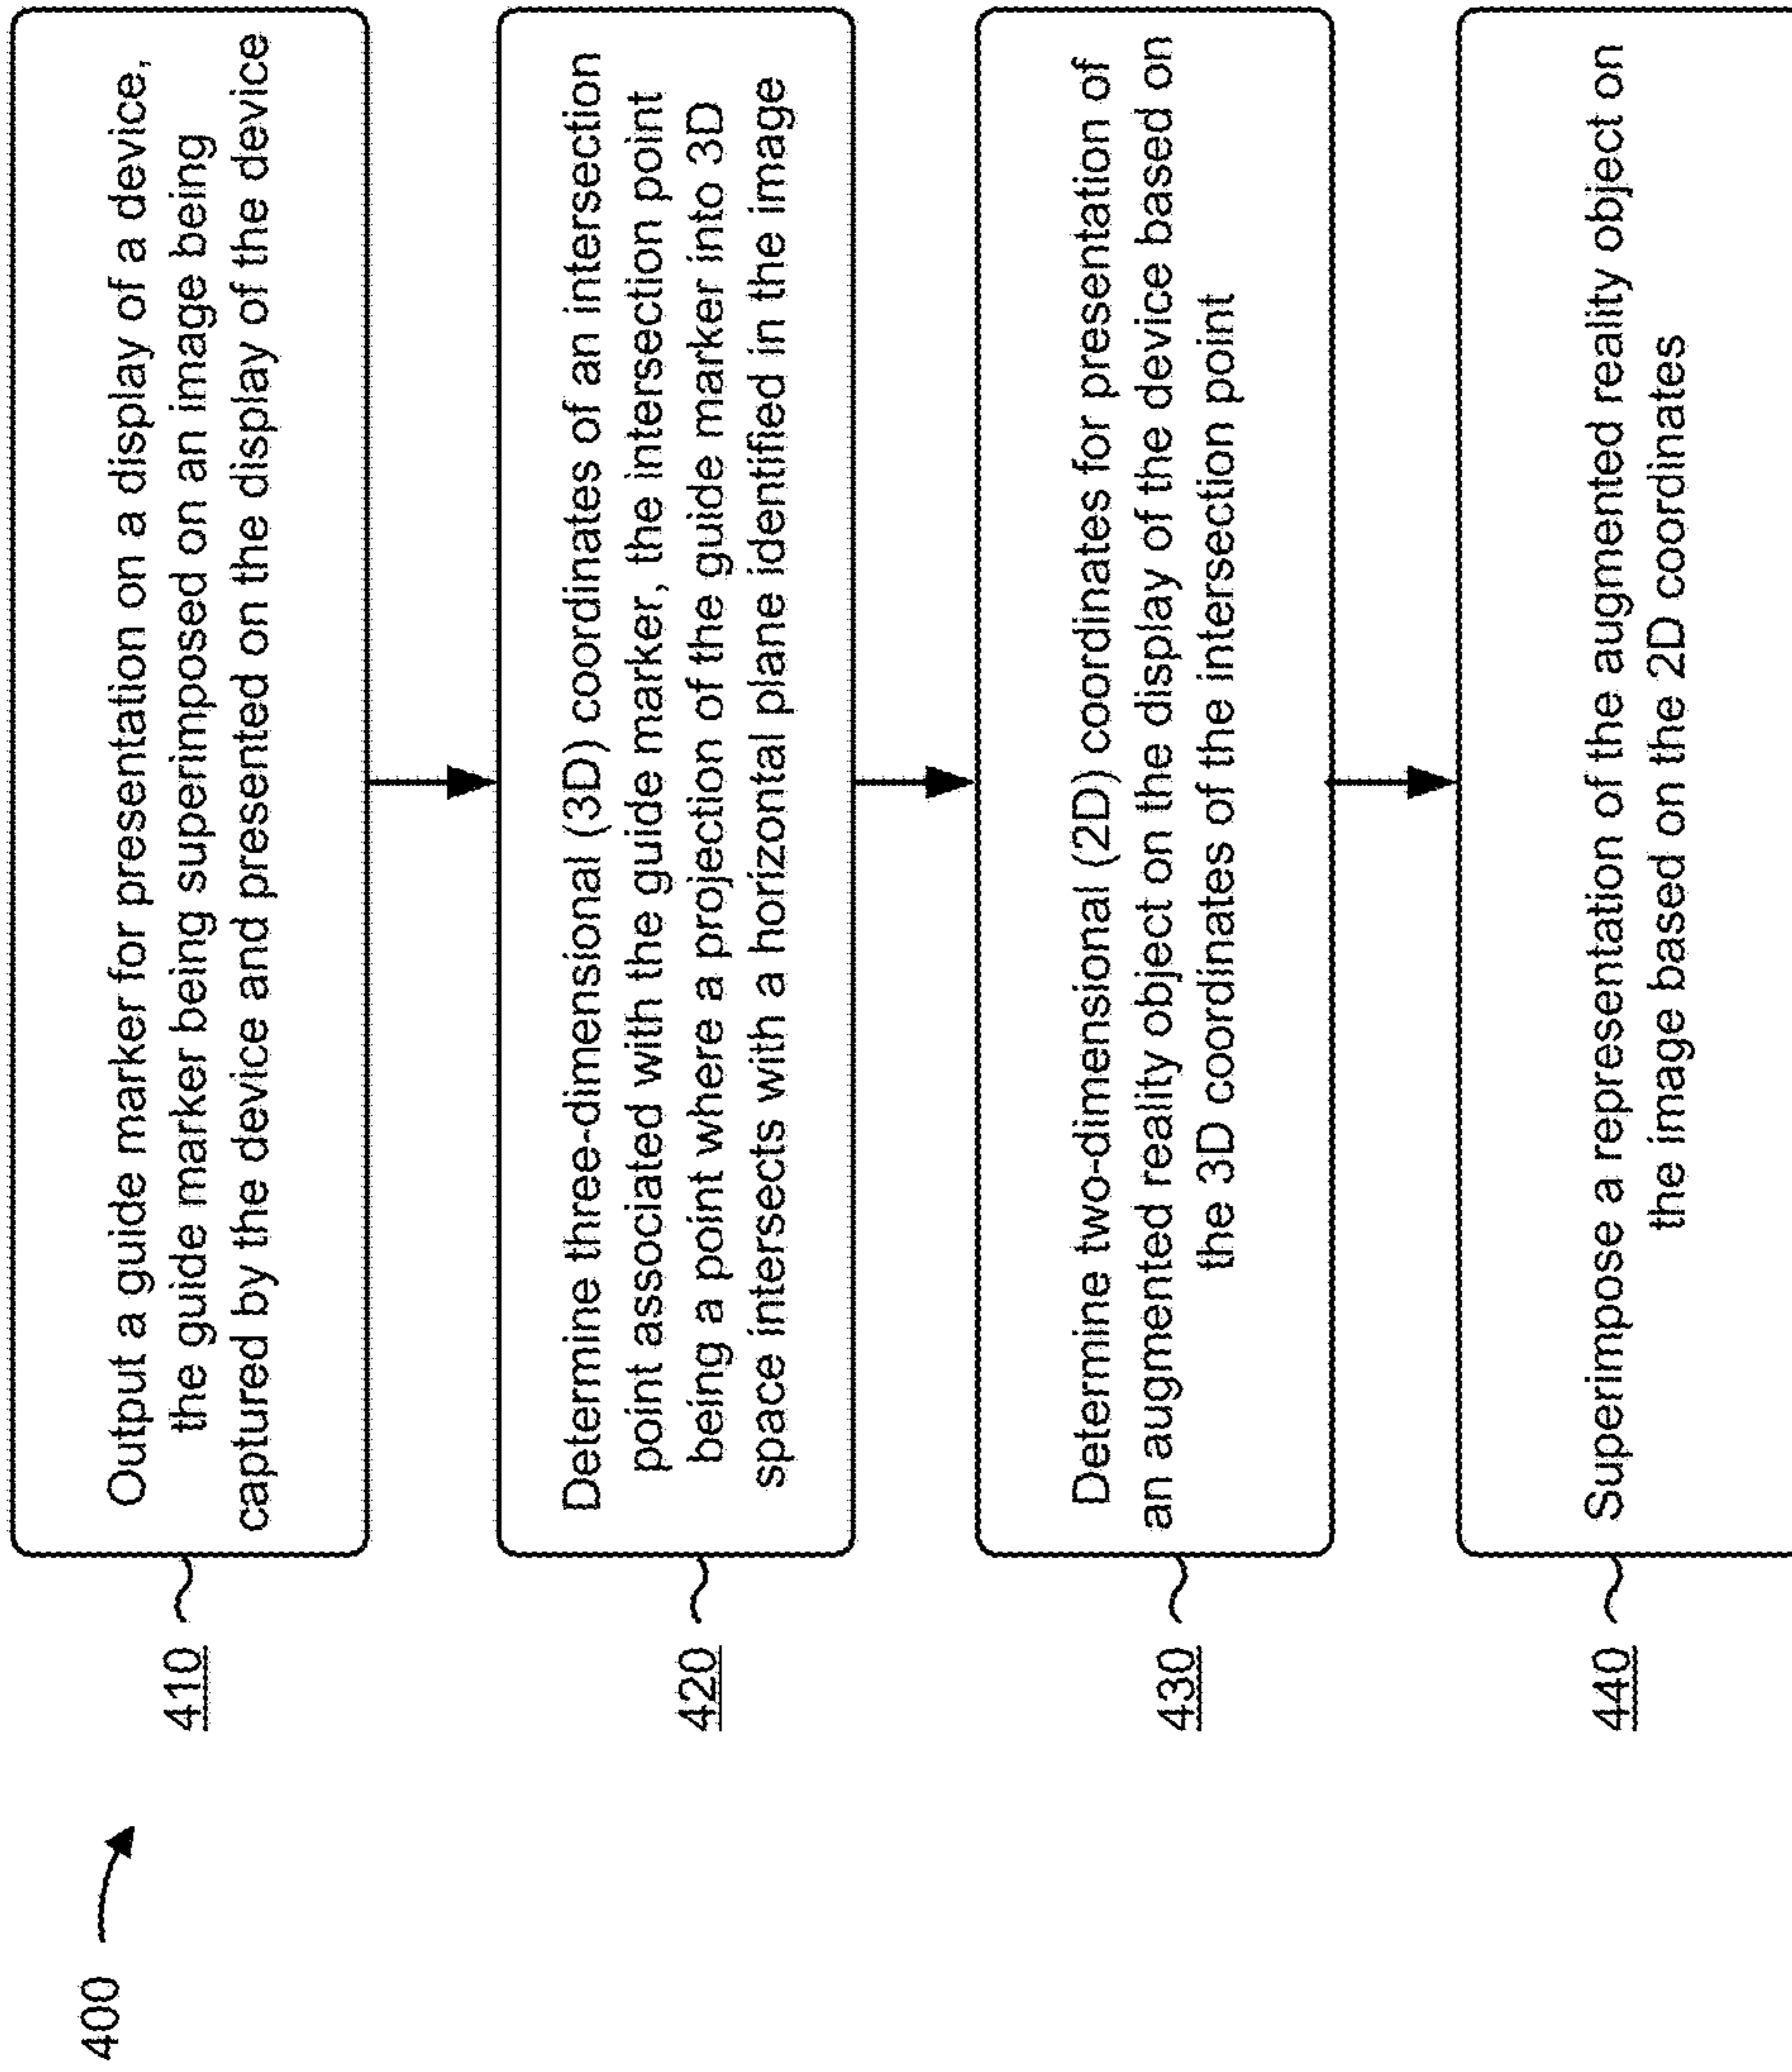 400
410
Output a guide marker for presentation on a display of a device,
the guide marker being superimposed on an image being
captured by the device and presented on the display of the device
420
Determine three-dimensional (3D) coordinates of an intersection
point associated with the guide marker, the intersection point
being a point where a projection of the guide marker into 3D
space intersects with a horizontal plane identified in the image
430
Determine two-dimensional (2D) coordinates for presentation of
an augmented reality object on the display of the device based on
the 3D coordinates of the intersection point
440
Superimpose a representation of the augmented reality object on
the image based on the 2D coordinates